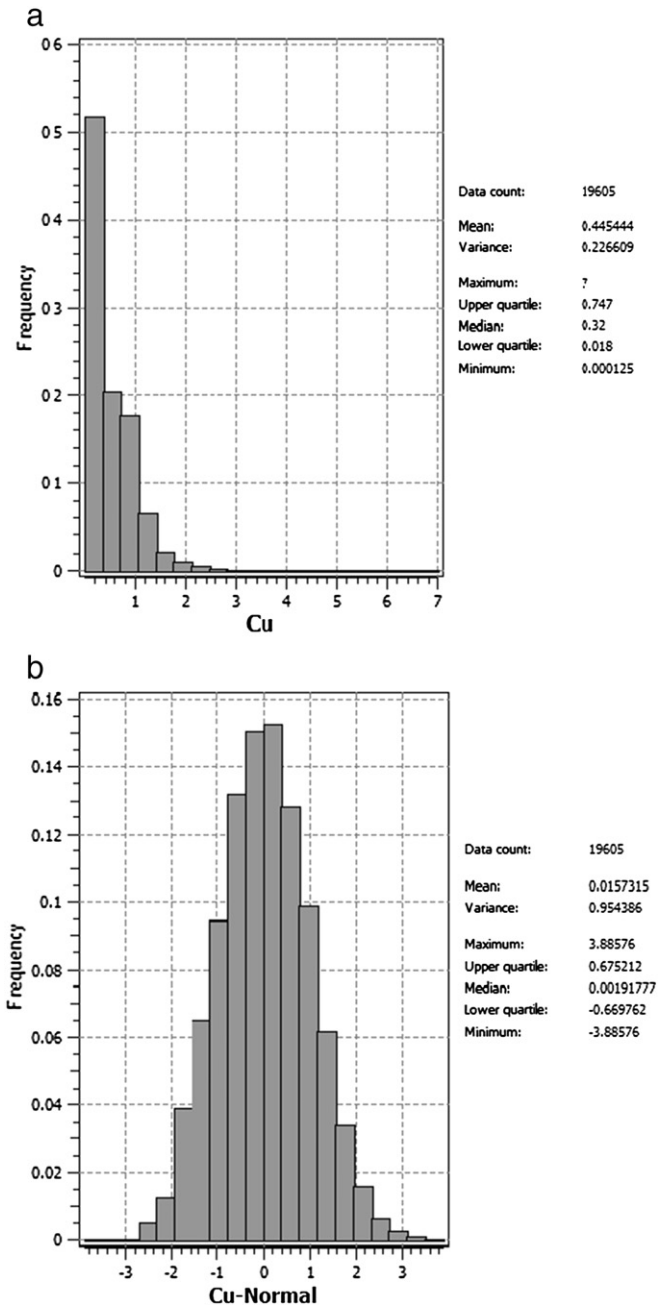 a
0 6
0 5
0 4
0 3
0 2
0 1
0
Frequency
1 2 3 4 5 6 7
Cu
Data count: 19605
Mean: 0.445444
Variance: 0.226609
Maximum:
Upper quartile: 0.747
Median: 0.32
Lower quartile: 0.018
Minimum: 0.000125
b
0.16
0.14
0.12
0.1
0.08
0.06
0.04
0.02
0
Frequency
-3 -2 -1 0 1 2 3
Cu-Normal
Data count: 19605
Mean: 0.0157315
Variance: 0.954386
Maximum: 3.88576
Upper quartile: 0.675212
Median: 0.00191777
Lower quartile: -0.669762
Minimum: -3.88576